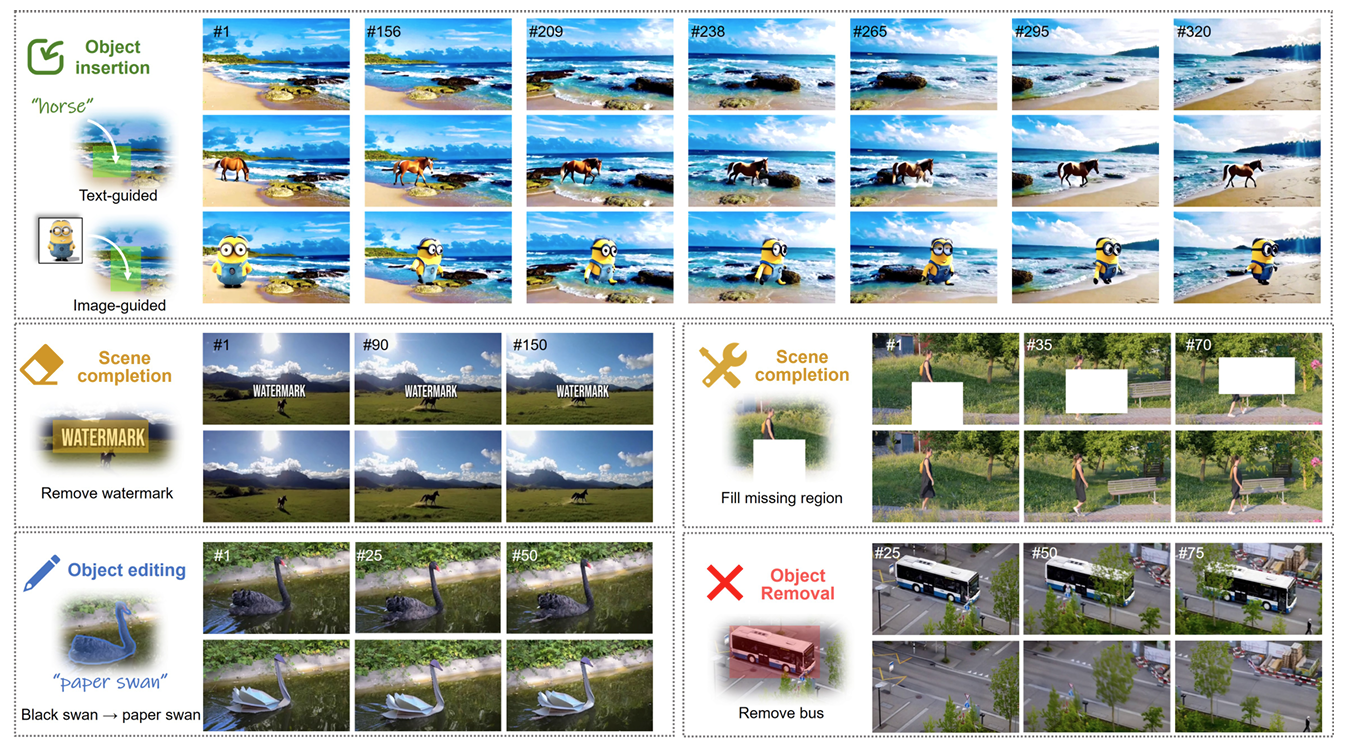 Object
insertion
"horse"
Text-guided
Image-guided
#1
#156
#209
#238
#265
#295
#320
Scene
completion
WATERMARK
Remove watermark
#1
#90
#150
WATERMARK
WATERMARK
WATERMARK
Scene
completion
Fill missing region
#1
#35
#70
Object editing
"paper swan"
Black swan → paper swan
#1
#25
#50
Object
Removal
Remove bus
#25
#50
#75